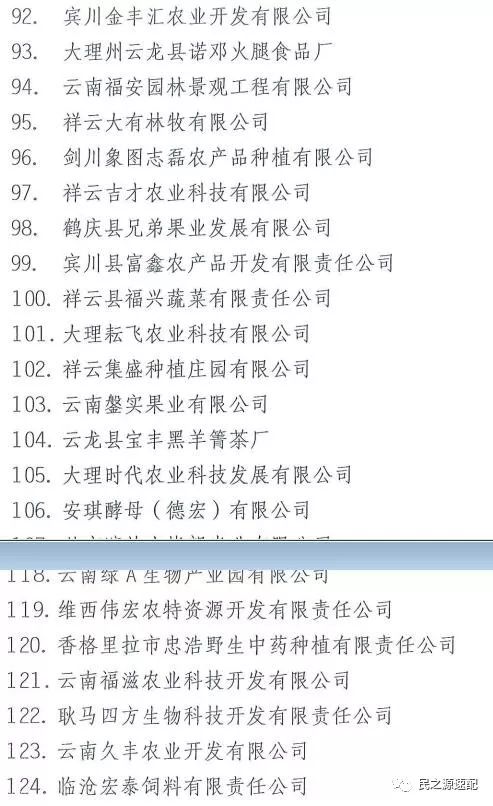 92. 宾川金丰汇农业开发有限公司
93. 大理州云龙县诺邓火腿食品厂
94. 云南福安园林景观工程有限公司
95. 祥云大有林牧有限公司
96. 剑川象图志磊农产品种植有限公司
97. 祥云吉才农业科技有限公司
98. 鹤庆县兄弟果业发展有限公司
99. 宾川县富鑫农产品开发有限责任公司
100. 祥云县福兴蔬菜有限责任公司
101. 大理耘飞农业科技有限公司
102. 祥云集盛种植庄园有限公司
103. 云南鑿实果业有限公司
104. 云龙县宝丰黑羊箐茶厂
105. 大理时代农业科技发展有限公司
106. 安琪酵母（德宏）有限公司
118. 云南绿A生物产业园有限公司
119. 维西伟宏农特资源开发有限责任公司
120. 香格里拉市忠浩野生中药种植有限责任公司
121. 云南福滋农业科技开发有限公司
122. 耿马四方生物科技开发有限责任公司
123. 云南久丰农业开发有限公司
124. 临沧宏泰饲料有限责任公司
民之源速配